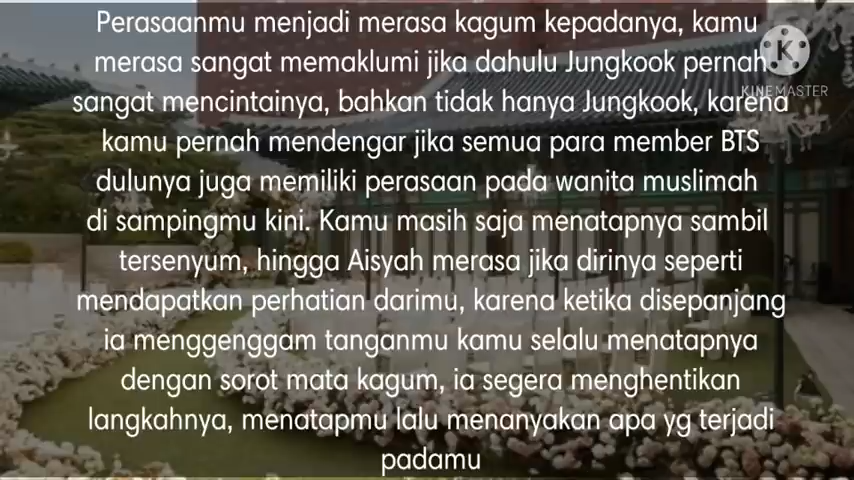 Perasaanmu menjadi merasa kagum kepadanya, kamu
merasa sangat memaklumi jika dahulu Jungkook pernah
sangat mencintainya, bahkan tidak hanya Jungkook, karena
kamu pernah mendengar jika semua para member BTS
dulunya juga memiliki perasaan pada wanita muslimah
di sampingmu kini. Kamu masih saja menatapnya sambil
tersenyum, hingga Aisyah merasa jika dirinya seperti
mendapatkan perhatian darimu, karena ketika disepanjang
ia menggenggam tanganmu kamu selalu menatapnya
dengan sorot mata kagum, ia segera menghentikan
langkahnya, menatapmu lalu menanyakan apa yg terjadi
padamu
K
KINEMASTER